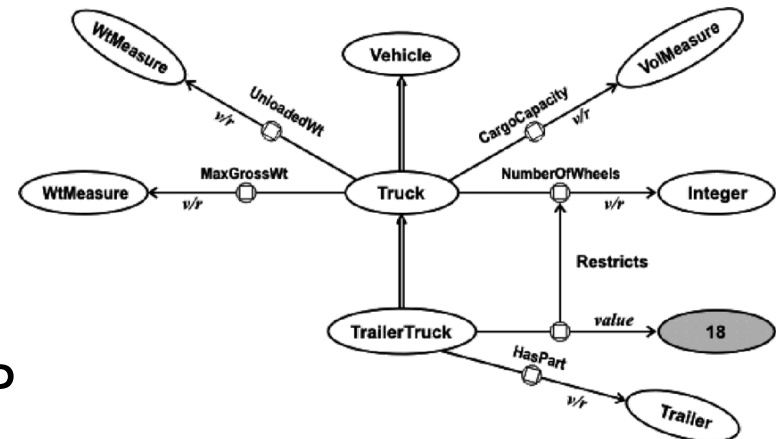 WtMeasure
Vehicle
VolMeasure
UnloadedWt
v/r
CargoCapacity
v/r
MaxGrossWt
NumberOfWheels
WtMeasure
v/r
Truck
v/r
Integer
Restricts
TrailerTruck
value
18
HasPart
v/r
Trailer